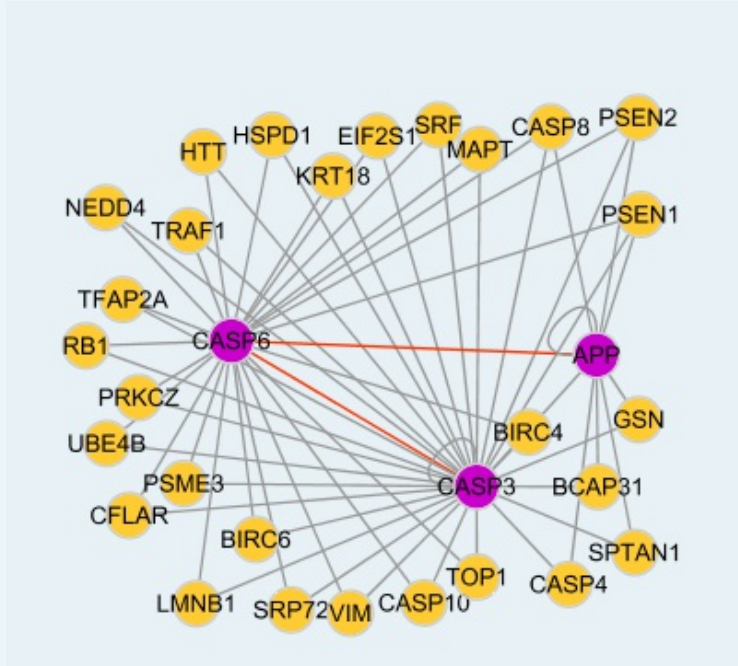 PSEN2
SRF
CASP8
HSPD1
EIF2S1
MAPT
HTT
KRT18
NEDD4
PSEN1
TRAF1
TFAP2A
CASP6
RB1
APP
PRKCZ
GSN
BIRC4
UBE4B
PSME3
CASP3
BCAP31
CFLAR
BIRC6
SPTAN1
TOP1
CASP4
LMNB1
SRP72
VIM
CASP10